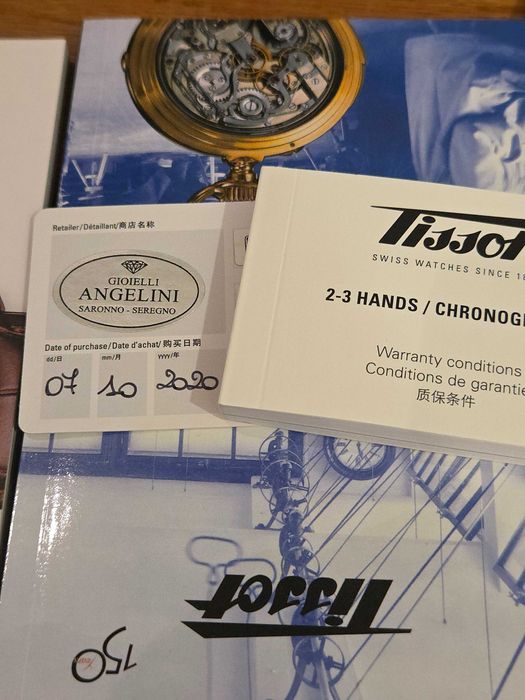 Retailer/Détaillant/商店名称
GIOIELLI
ANGELINI
SARONNO - SEREGNO
Date of purchase/Date d'achat/购买日期
dd/日 mm/月 yyyy/年
07 10 2020
Tissot
SWISS WATCHES SINCE 18
2-3 HANDS / CHRONOG
Warranty conditions
Conditions de garantie
质保条件
Tissot
150